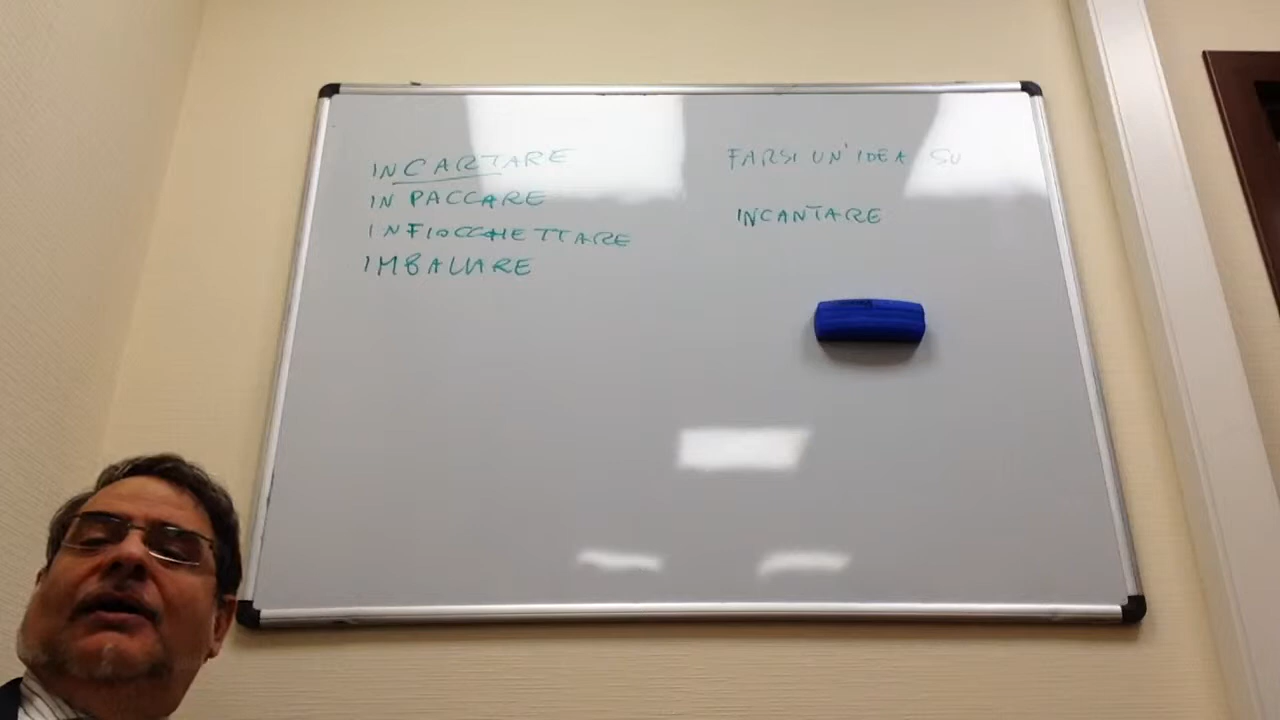 INCARTARE
IN PACCARE
INFIOCCHETTARE
IMBALLARE
FARSI UN'IDEA SU
INCANTARE